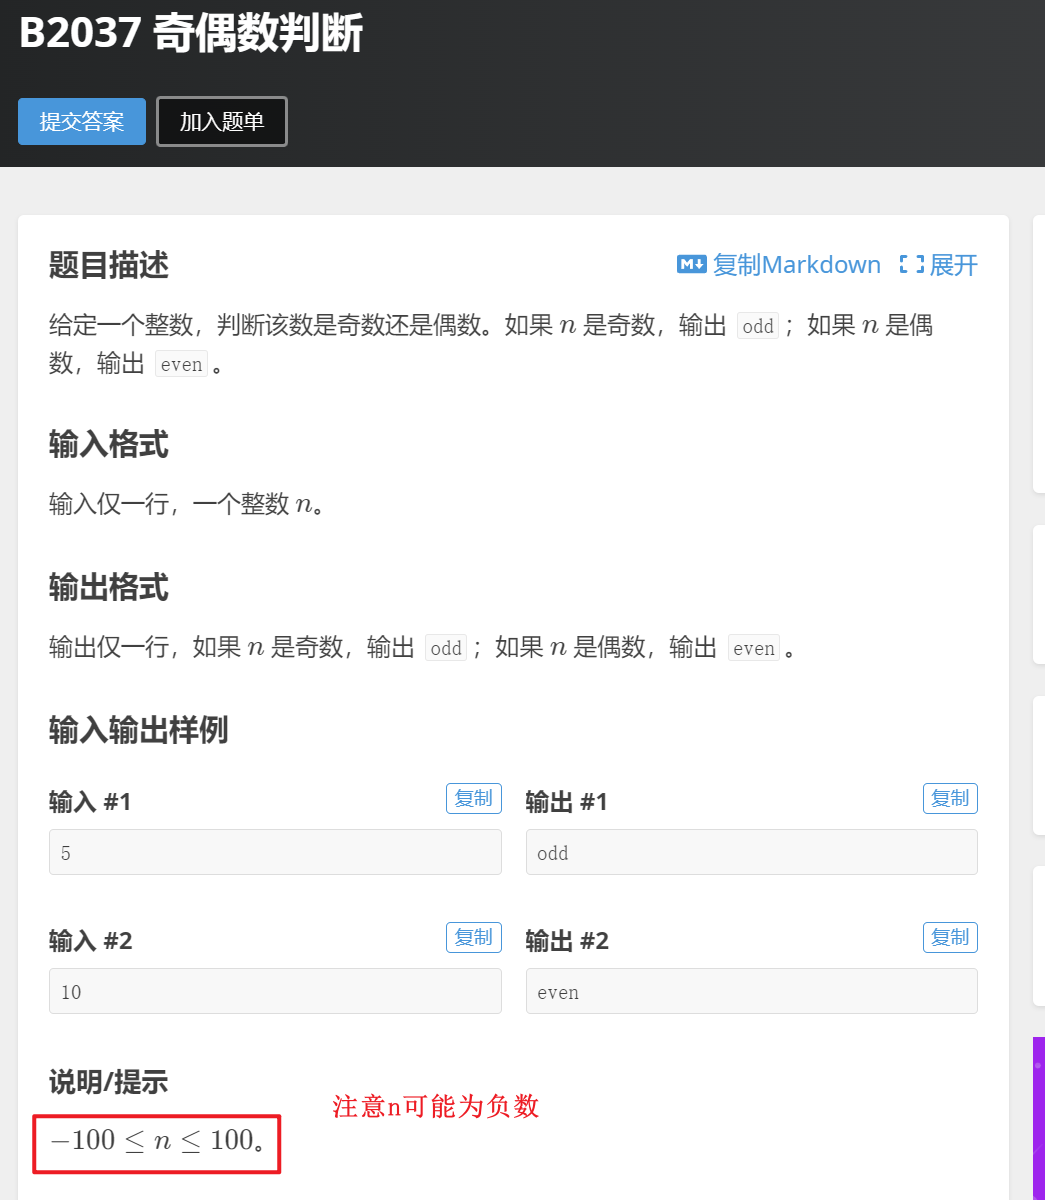 B2037 奇偶数判断
提交答案 加入题单
题目描述 M↓ 复制Markdown 展开
给定一个整数，判断该数是奇数还是偶数。如果 n 是奇数，输出 odd；如果 n 是偶
数，输出 even。
输入格式
输入仅一行，一个整数 n。
输出格式
输出仅一行，如果 n 是奇数，输出 odd；如果 n 是偶数，输出 even。
输入输出样例
输入 #1 复制 输出 #1 复制
5 odd
输入 #2 复制 输出 #2 复制
10 even
说明/提示
注意n可能为负数
−100 ≤ n ≤ 100。